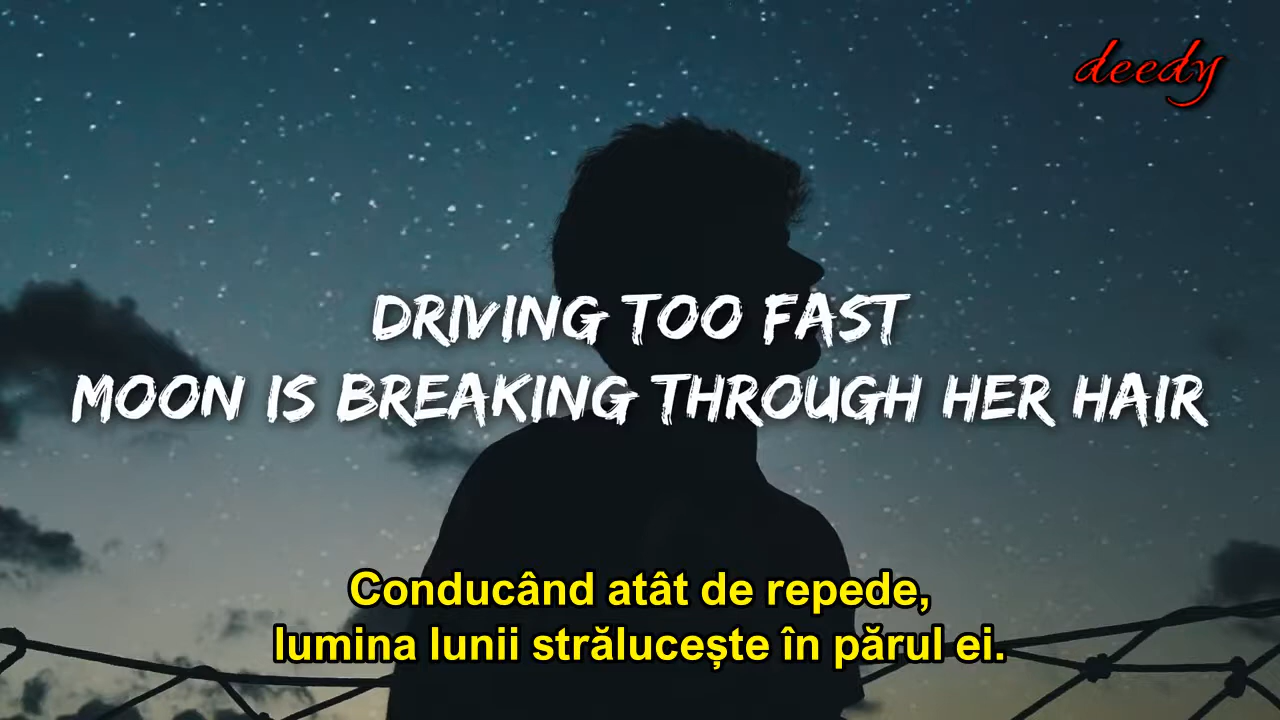 deedy
DRIVING TOO FAST
MOON IS BREAKING THROUGH HER HAIR
Conducând atât de repede,
lumina lunii strălucește în părul ei.